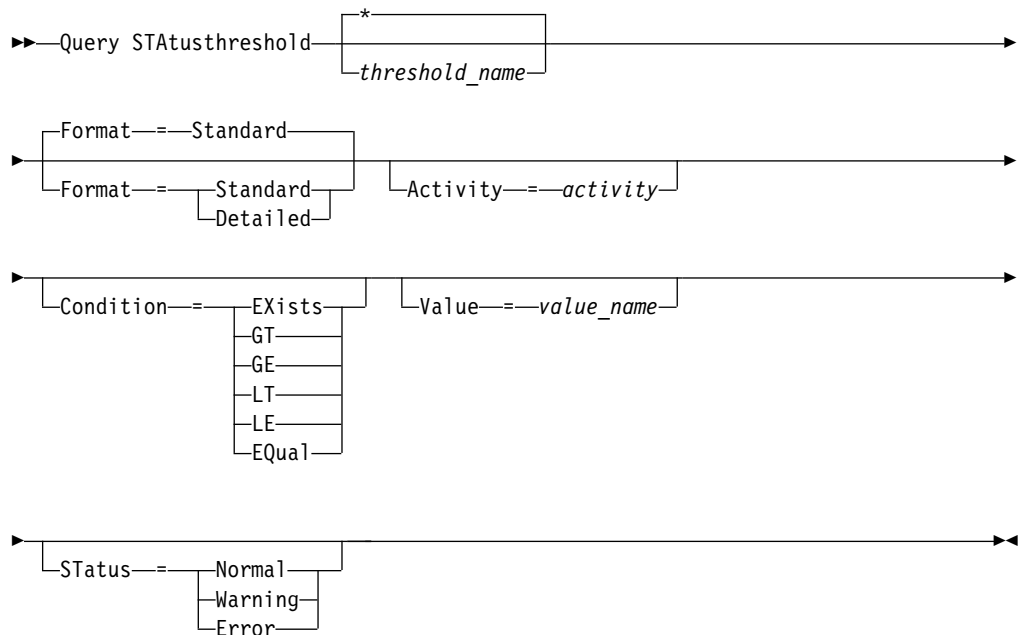 *
Query STAtusthreshold
threshold_name
Format = Standard
Format = Standard
Detailed
Activity = activity
Condition = EXists
GT
GE
LT
LE
EQual
Value = value_name
STatus = Normal
Warning
Error